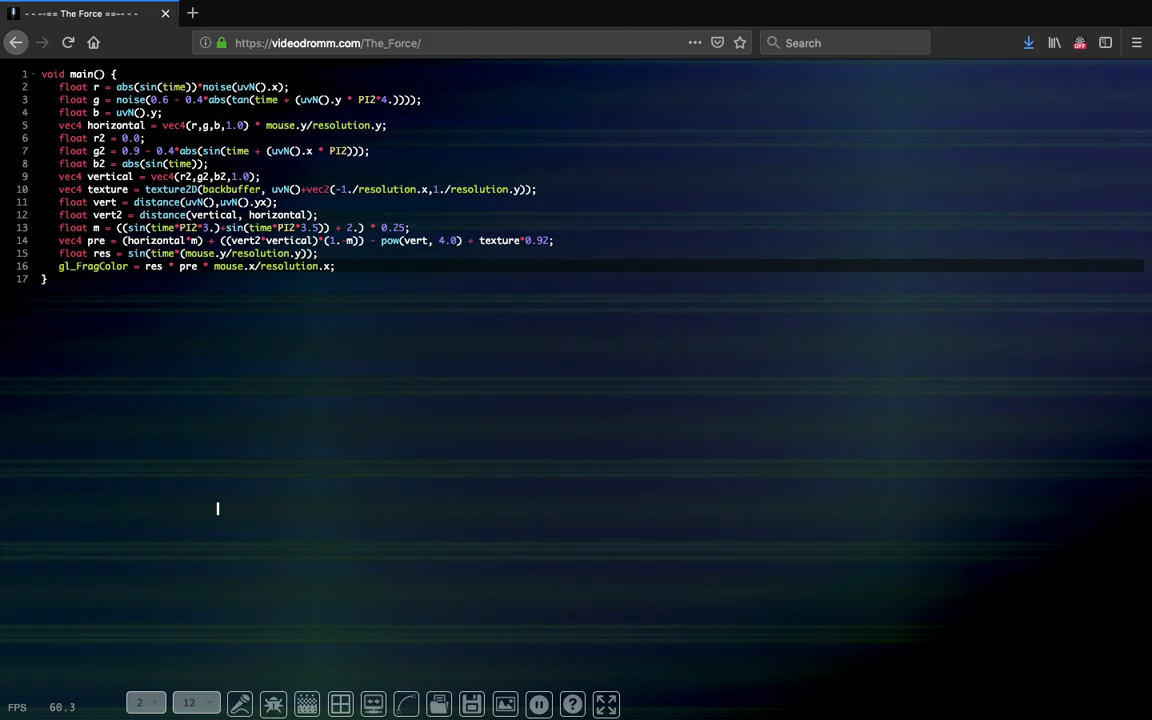 - - --== The Force ==-- - -
https://videodromm.com/The_Force/
Search
OFF
1 void main() {
2 float r = abs(sin(time))*noise(uvN().x);
3 float g = noise(0.6 - 0.4*abs(tan(time + (uvN().y * PI2*4.))));
4 float b = uvN().y;
5 vec4 horizontal = vec4(r,g,b,1.0) * mouse.y/resolution.y;
6 float r2 = 0.0;
7 float g2 = 0.9 - 0.4*abs(sin(time + (uvN().x * PI2)));
8 float b2 = abs(sin(time));
9 vec4 vertical = vec4(r2,g2,b2,1.0);
10 vec4 texture = texture2D(backbuffer, uvN()+vec2(-1./resolution.x,1./resolution.y));
11 float vert = distance(uvN(),uvN().yx);
12 float vert2 = distance(vertical, horizontal);
13 float m = ((sin(time*PI2*3.)+sin(time*PI2*3.5)) + 2.) * 0.25;
14 vec4 pre = (horizontal*m) + ((vert2*vertical)*(1.-m)) - pow(vert, 4.0) + texture*0.92;
15 float res = sin(time*(mouse.y/resolution.y));
16 gl_FragColor = res * pre * mouse.x/resolution.x;
17 }
FPS 60.3 2 12